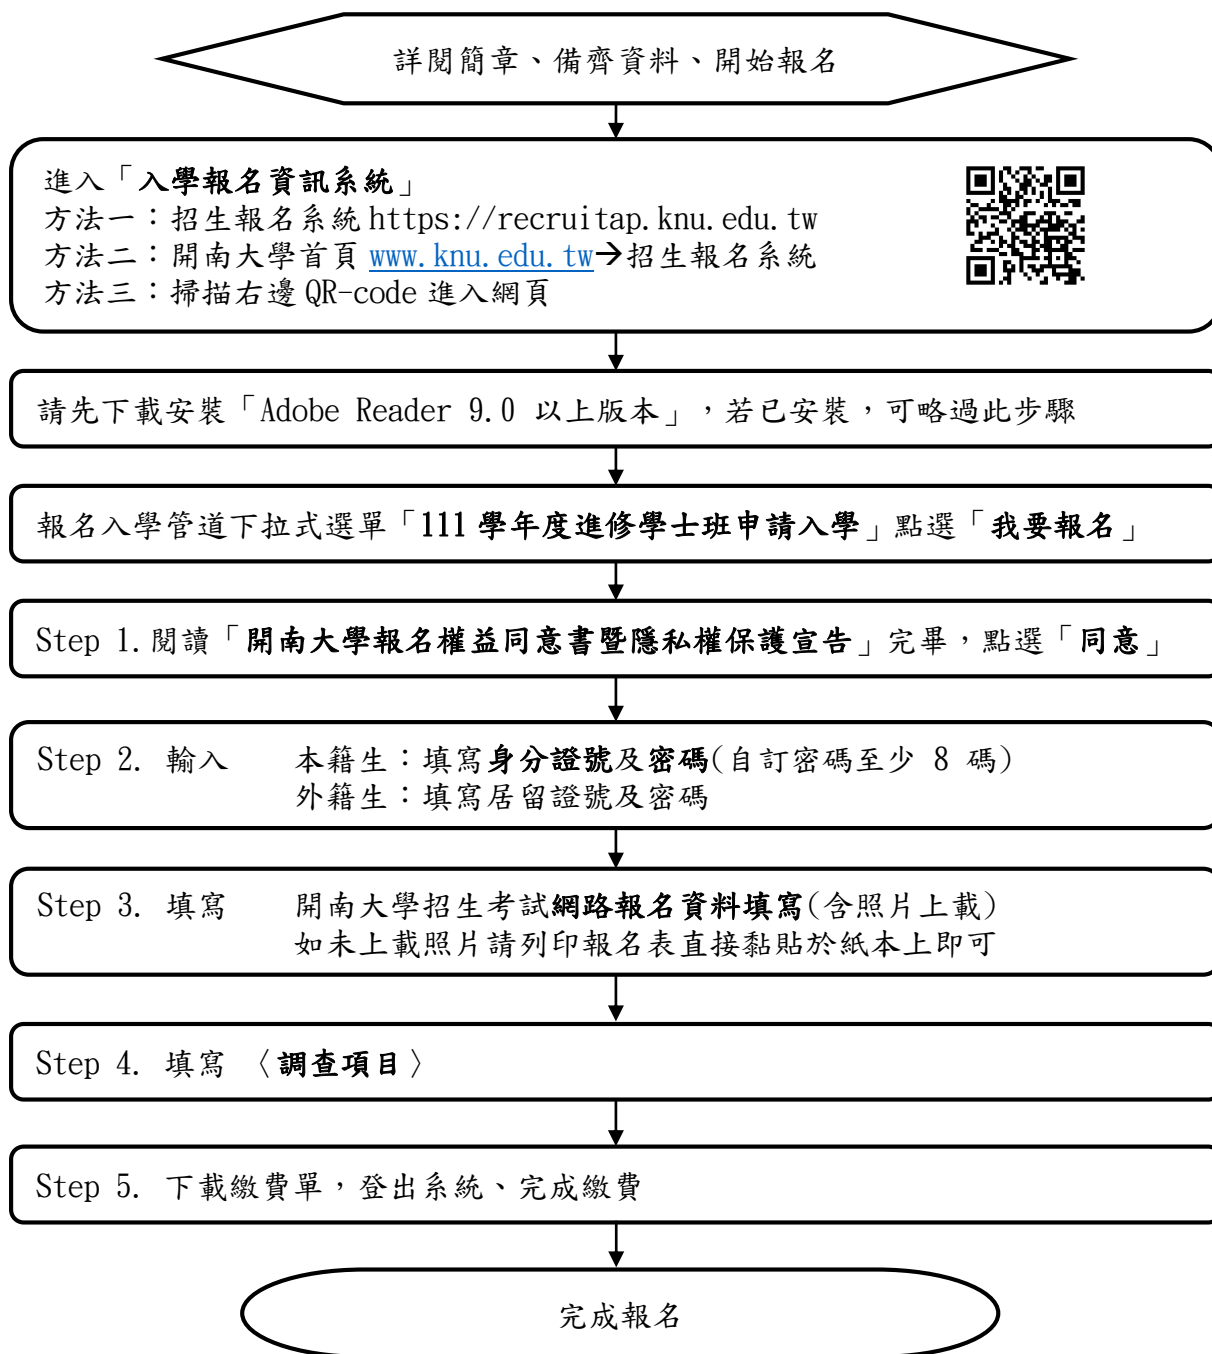 詳閱簡章、備齊資料、開始報名
進入「入學報名資訊系統」
方法一：招生報名系統 https://recruitap.knu.edu.tw
方法二：開南大學首頁 www.knu.edu.tw→招生報名系統
方法三：掃描右邊 QR-code 進入網頁
請先下載安裝「Adobe Reader 9.0 以上版本」，若已安裝，可略過此步驟
報名入學管道下拉式選單「111 學年度進修學士班申請入學」點選「我要報名」
Step 1.閱讀「開南大學報名權益同意書暨隱私權保護宣告」完畢，點選「同意」
Step 2. 輸入 本籍生：填寫身分證號及密碼(自訂密碼至少 8 碼)
外籍生：填寫居留證號及密碼
Step 3. 填寫 開南大學招生考試網路報名資料填寫(含照片上載)
如未上載照片請列印報名表直接黏貼於紙本上即可
Step 4. 填寫 〈調查項目〉
Step 5. 下載繳費單，登出系統、完成繳費
完成報名